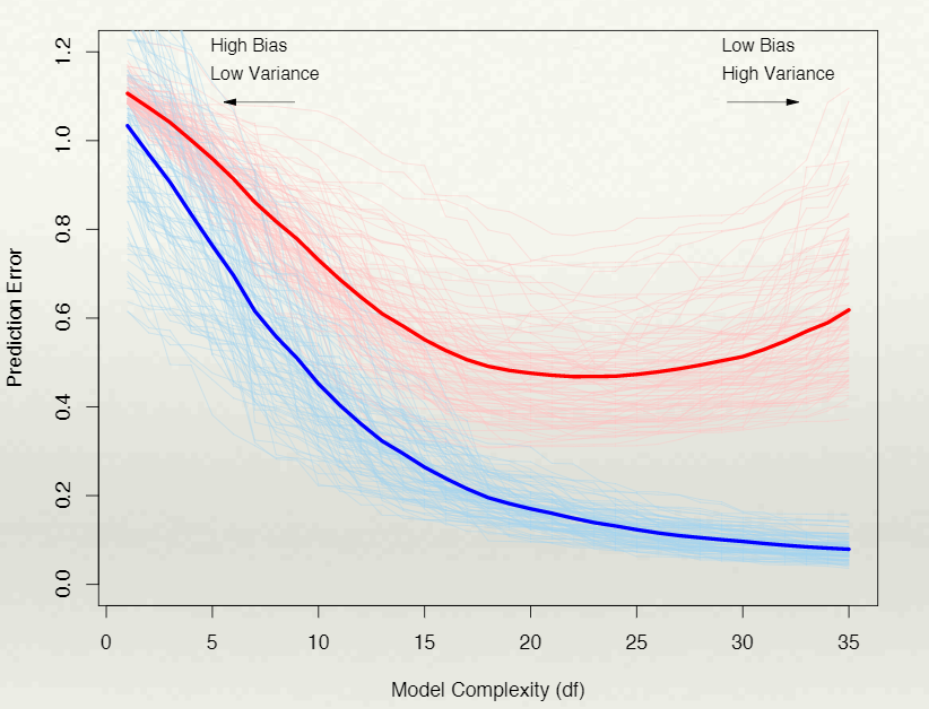 High Bias
Low Variance
Low Bias
High Variance
Prediction Error
0.0
0.2
0.4
0.6
0.8
1.0
1.2
0 5 10 15 20 25 30 35
Model Complexity (df)